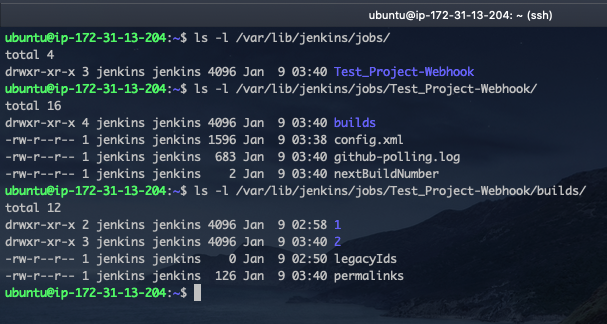 ubuntu@ip-172-31-13-204: ~ (ssh)
ubuntu@ip-172-31-13-204:~$ ls -l /var/lib/jenkins/jobs/
total 4
drwxr-xr-x 3 jenkins jenkins 4096 Jan  9 03:40 Test_Project-Webhook
ubuntu@ip-172-31-13-204:~$ ls -l /var/lib/jenkins/jobs/Test_Project-Webhook/
total 16
drwxr-xr-x 4 jenkins jenkins 4096 Jan  9 03:40 builds
-rw-r--r-- 1 jenkins jenkins 1596 Jan  9 03:38 config.xml
-rw-r--r-- 1 jenkins jenkins  683 Jan  9 03:40 github-polling.log
-rw-r--r-- 1 jenkins jenkins    2 Jan  9 03:40 nextBuildNumber
ubuntu@ip-172-31-13-204:~$ ls -l /var/lib/jenkins/jobs/Test_Project-Webhook/builds/
total 12
drwxr-xr-x 2 jenkins jenkins 4096 Jan  9 02:58 1
drwxr-xr-x 3 jenkins jenkins 4096 Jan  9 03:40 2
-rw-r--r-- 1 jenkins jenkins    0 Jan  9 02:50 legacyIds
-rw-r--r-- 1 jenkins jenkins  126 Jan  9 03:40 permalinks
ubuntu@ip-172-31-13-204:~$